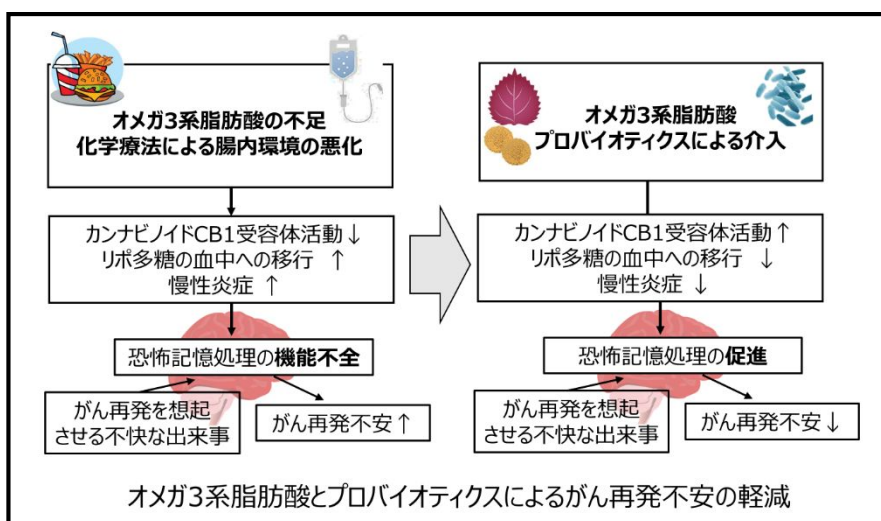 オメガ3系脂肪酸の不足
化学療法による腸内環境の悪化
カンナビノイドCB1受容体活動↓
リポ多糖の血中への移行 ↑
慢性炎症 ↑
恐怖記憶処理の機能不全
がん再発を想起
させる不快な出来事
がん再発不安↑
オメガ3系脂肪酸
プロバイオティクスによる介入
カンナビノイドCB1受容体活動↑
リポ多糖の血中への移行 ↓
慢性炎症 ↓
恐怖記憶処理の促進
がん再発を想起
させる不快な出来事
がん再発不安↓
オメガ3系脂肪酸とプロバイオティクスによるがん再発不安の軽減